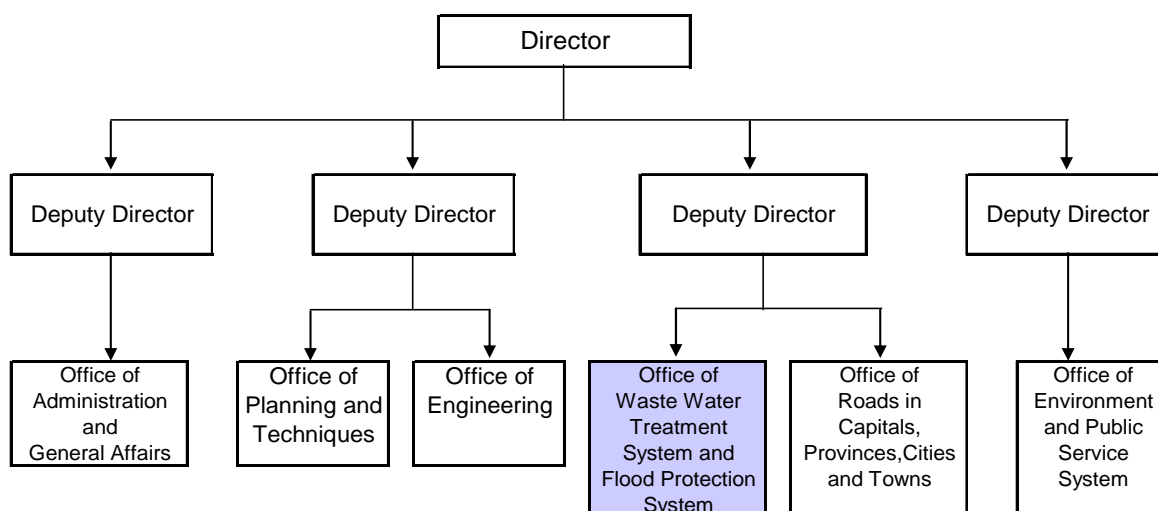 Director
Deputy Director
Deputy Director
Deputy Director
Deputy Director
Office of
Administration
and
General Affairs
Office of
Planning and
Techniques
Office of
Engineering
Office of
Waste Water
Treatment
System and
Flood Protection
System
Office of
Roads in
Capitals,
Provinces,Cities
and Towns
Office of
Environment
and Public
Service
System